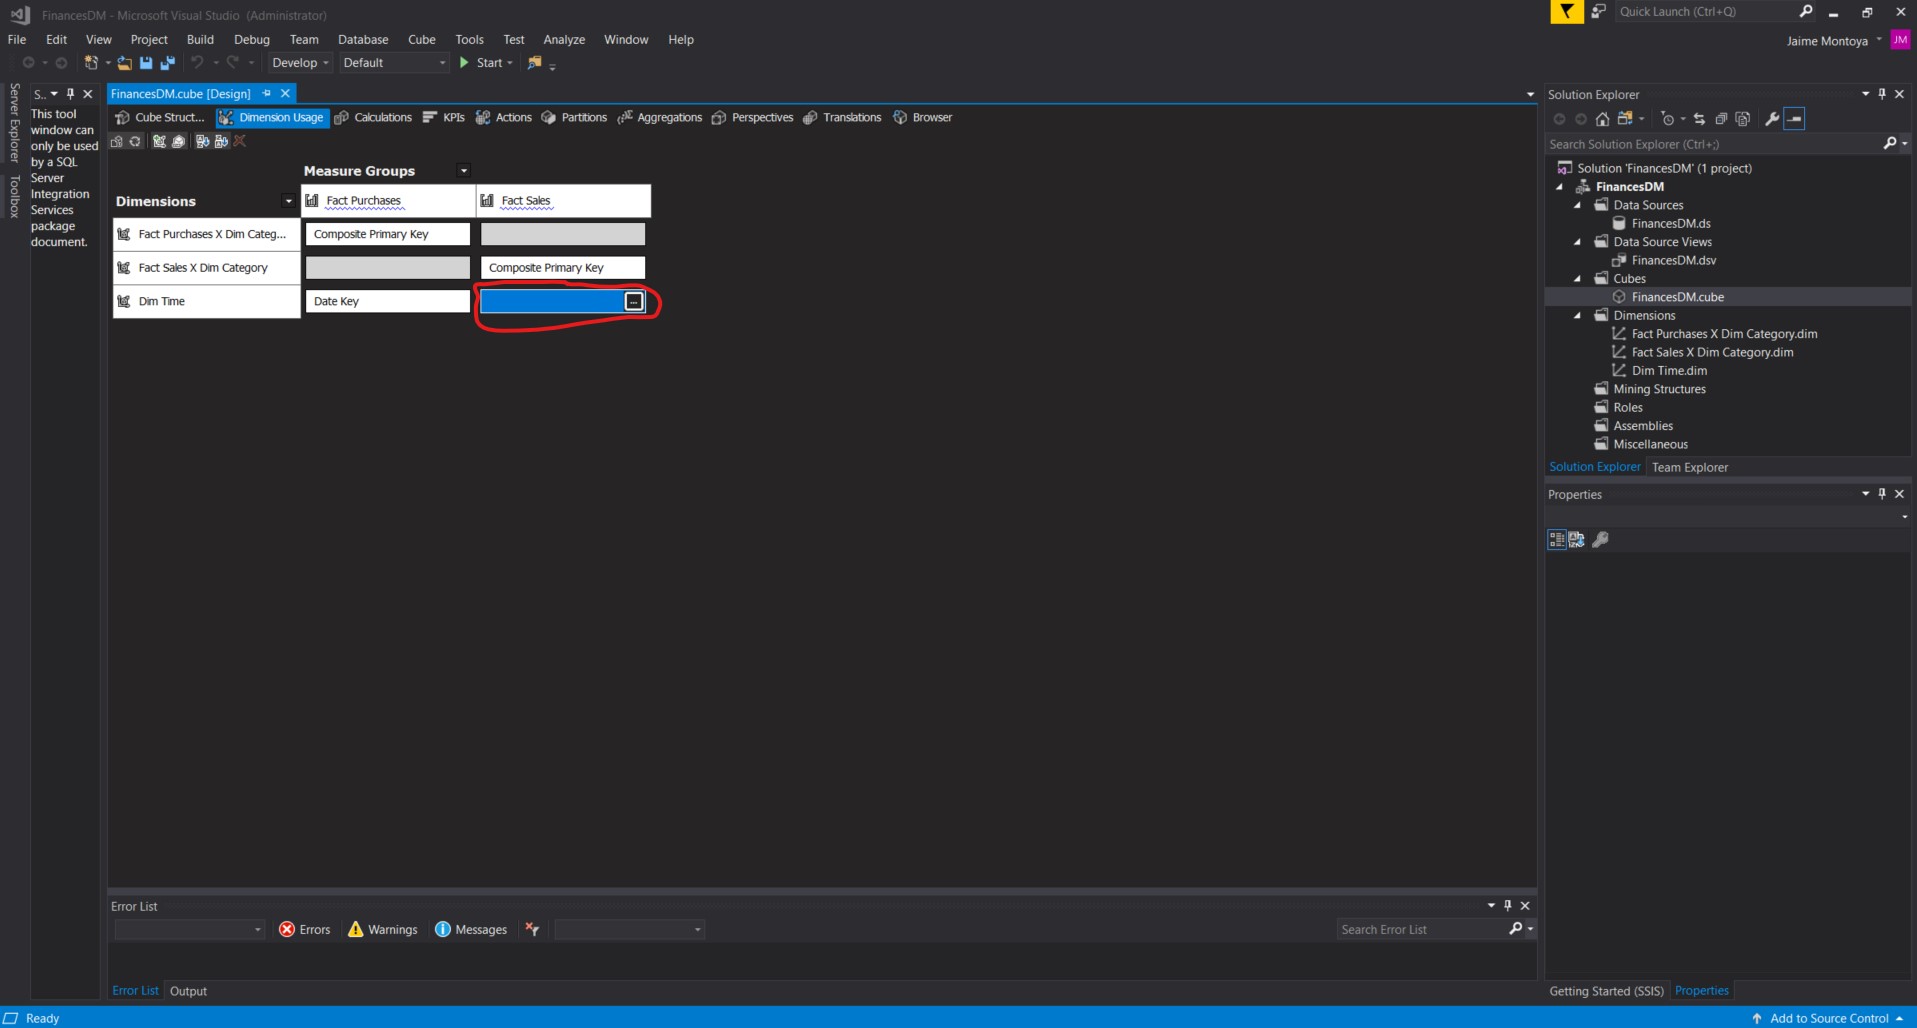 FinancesDM - Microsoft Visual Studio (Administrator)
Quick Launch (Ctrl+Q)
File Edit View Project Build Debug Team Database Cube Tools Test Analyze Window Help
Jaime Montoya JM
Develop Default Start
Server Explorer
Toolbox
S..
This tool
window can
only be used
by a SQL
Server
Integration
Services
package
document.
FinancesDM.cube [Design]
Cube Struct... Dimension Usage Calculations KPIs Actions Partitions Aggregations Perspectives Translations Browser
Measure Groups
Dimensions Fact Purchases Fact Sales
Fact Purchases X Dim Categ... Composite Primary Key
Fact Sales X Dim Category Composite Primary Key
Dim Time Date Key ...
Error List
Errors Warnings Messages Search Error List
Error List Output
Solution Explorer
Search Solution Explorer (Ctrl+;)
Solution 'FinancesDM' (1 project)
FinancesDM
Data Sources
FinancesDM.ds
Data Source Views
FinancesDM.dsv
Cubes
FinancesDM.cube
Dimensions
Fact Purchases X Dim Category.dim
Fact Sales X Dim Category.dim
Dim Time.dim
Mining Structures
Roles
Assemblies
Miscellaneous
Solution Explorer Team Explorer
Properties
Getting Started (SSIS) Properties
Ready Add to Source Control